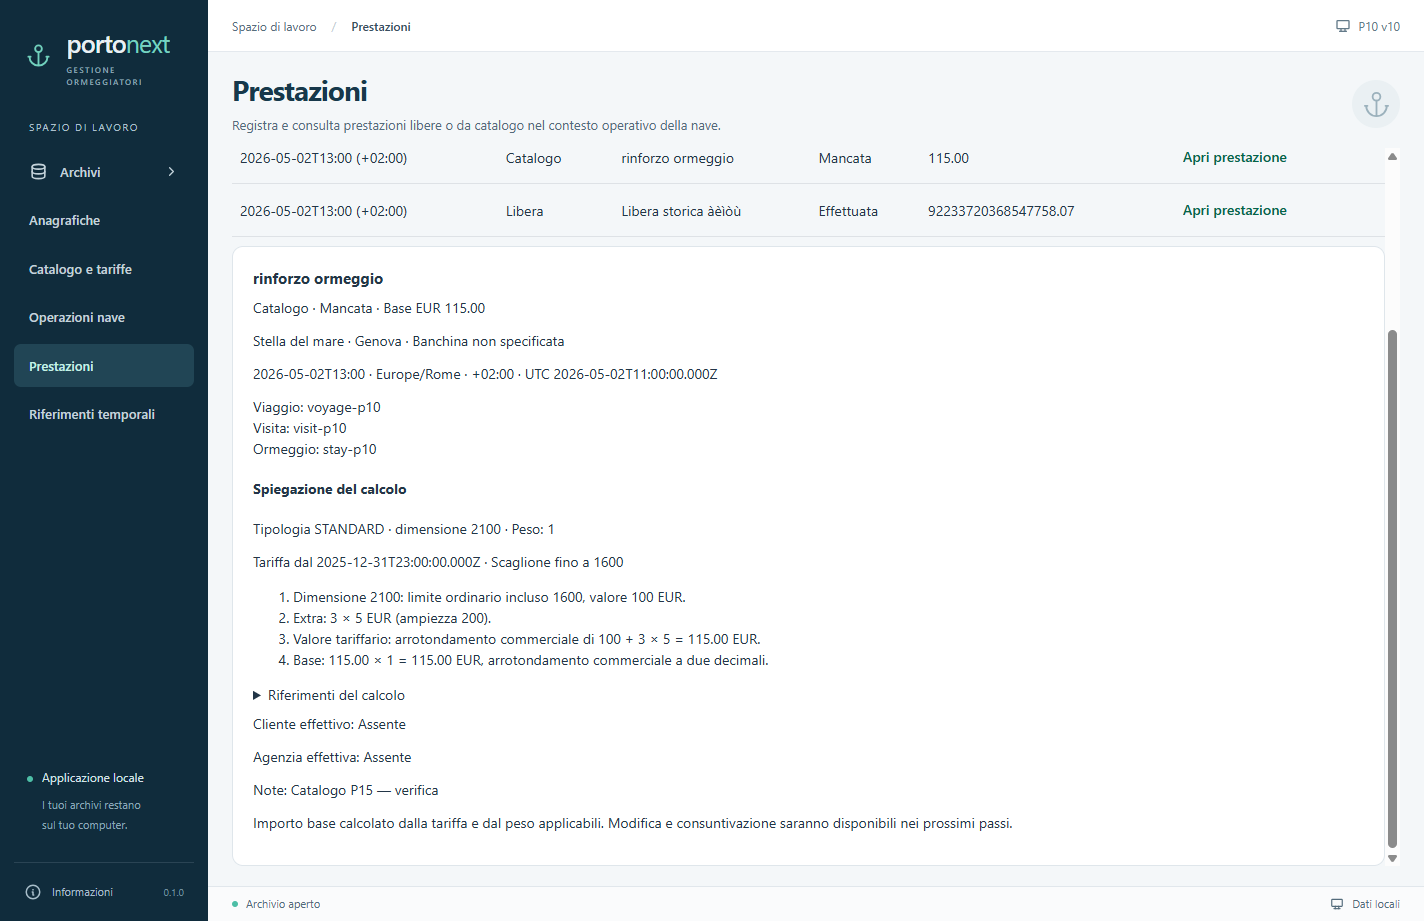 portonext
GESTIONE
ORMEGGIATORI
SPAZIO DI LAVORO
Archivi
Anagrafiche
Catalogo e tariffe
Operazioni nave
Prestazioni
Riferimenti temporali
Applicazione locale
I tuoi archivi restano
sul tuo computer.
Informazioni 0.1.0
Spazio di lavoro / Prestazioni
P10 v10
Prestazioni
Registra e consulta prestazioni libere o da catalogo nel contesto operativo della nave.
2026-05-02T13:00 (+02:00) Catalogo rinforzo ormeggio Mancata 115.00 Apri prestazione
2026-05-02T13:00 (+02:00) Libera Libera storica àèìòù Effettuata 92233720368547758.07 Apri prestazione
rinforzo ormeggio
Catalogo · Mancata · Base EUR 115.00
Stella del mare · Genova · Banchina non specificata
2026-05-02T13:00 · Europe/Rome · +02:00 · UTC 2026-05-02T11:00:00.000Z
Viaggio: voyage-p10
Visita: visit-p10
Ormeggio: stay-p10
Spiegazione del calcolo
Tipologia STANDARD · dimensione 2100 · Peso: 1
Tariffa dal 2025-12-31T23:00:00.000Z · Scaglione fino a 1600
1. Dimensione 2100: limite ordinario incluso 1600, valore 100 EUR.
2. Extra: 3 × 5 EUR (ampiezza 200).
3. Valore tariffario: arrotondamento commerciale di 100 + 3 × 5 = 115.00 EUR.
4. Base: 115.00 × 1 = 115.00 EUR, arrotondamento commerciale a due decimali.
Riferimenti del calcolo
Cliente effettivo: Assente
Agenzia effettiva: Assente
Note: Catalogo P15 — verifica
Importo base calcolato dalla tariffa e dal peso applicabili. Modifica e consuntivazione saranno disponibili nei prossimi passi.
Archivio aperto
Dati locali